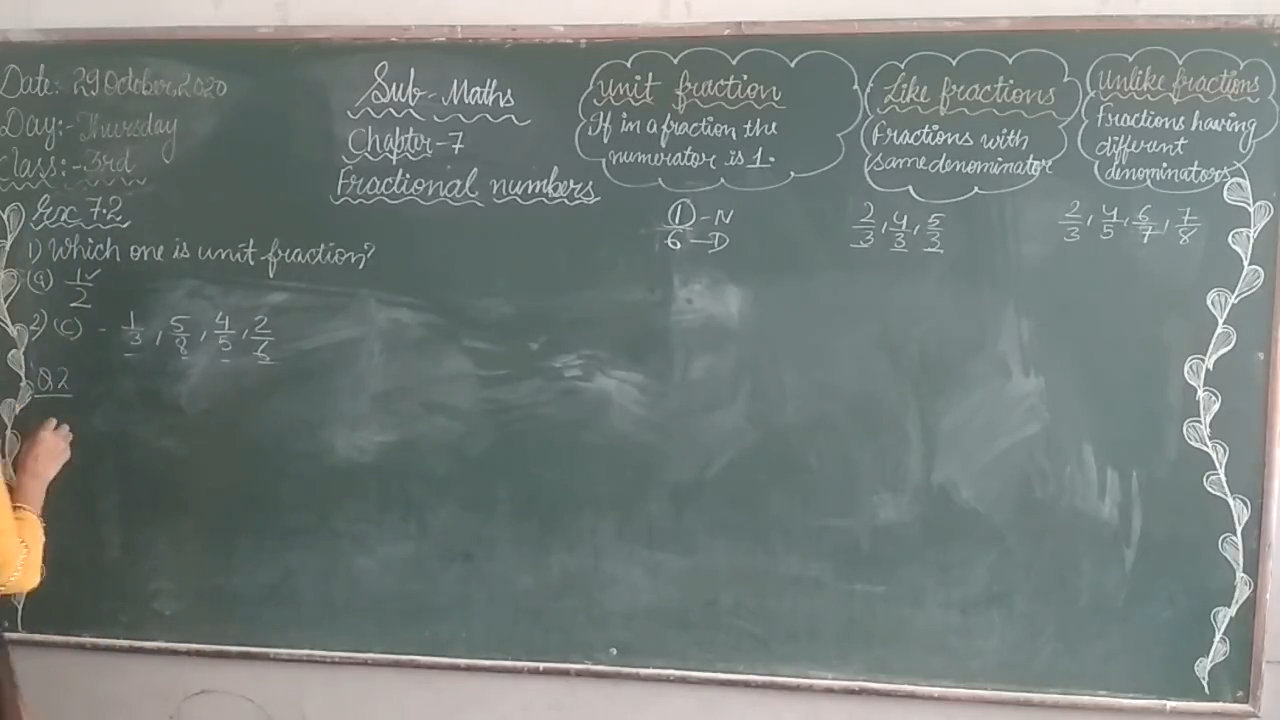 Date: 29 October, 2020
Day:- Thursday
Class:- 3rd
Sub- Maths
Chapter-7
Fractional numbers
Unit fraction
If in a fraction the
numerator is 1.
1 - N
6 - D
Like fractions
Fractions with
same denominator
2/3, 4/3, 5/3
Unlike fractions
Fractions having
different
denominators
2/3, 4/5, 6/7, 7/8
Exc 7.2
1) Which one is unit fraction?
(a) 1/2 ✓
2) (c) - 1/3, 5/8, 4/5, 2/6
Q2